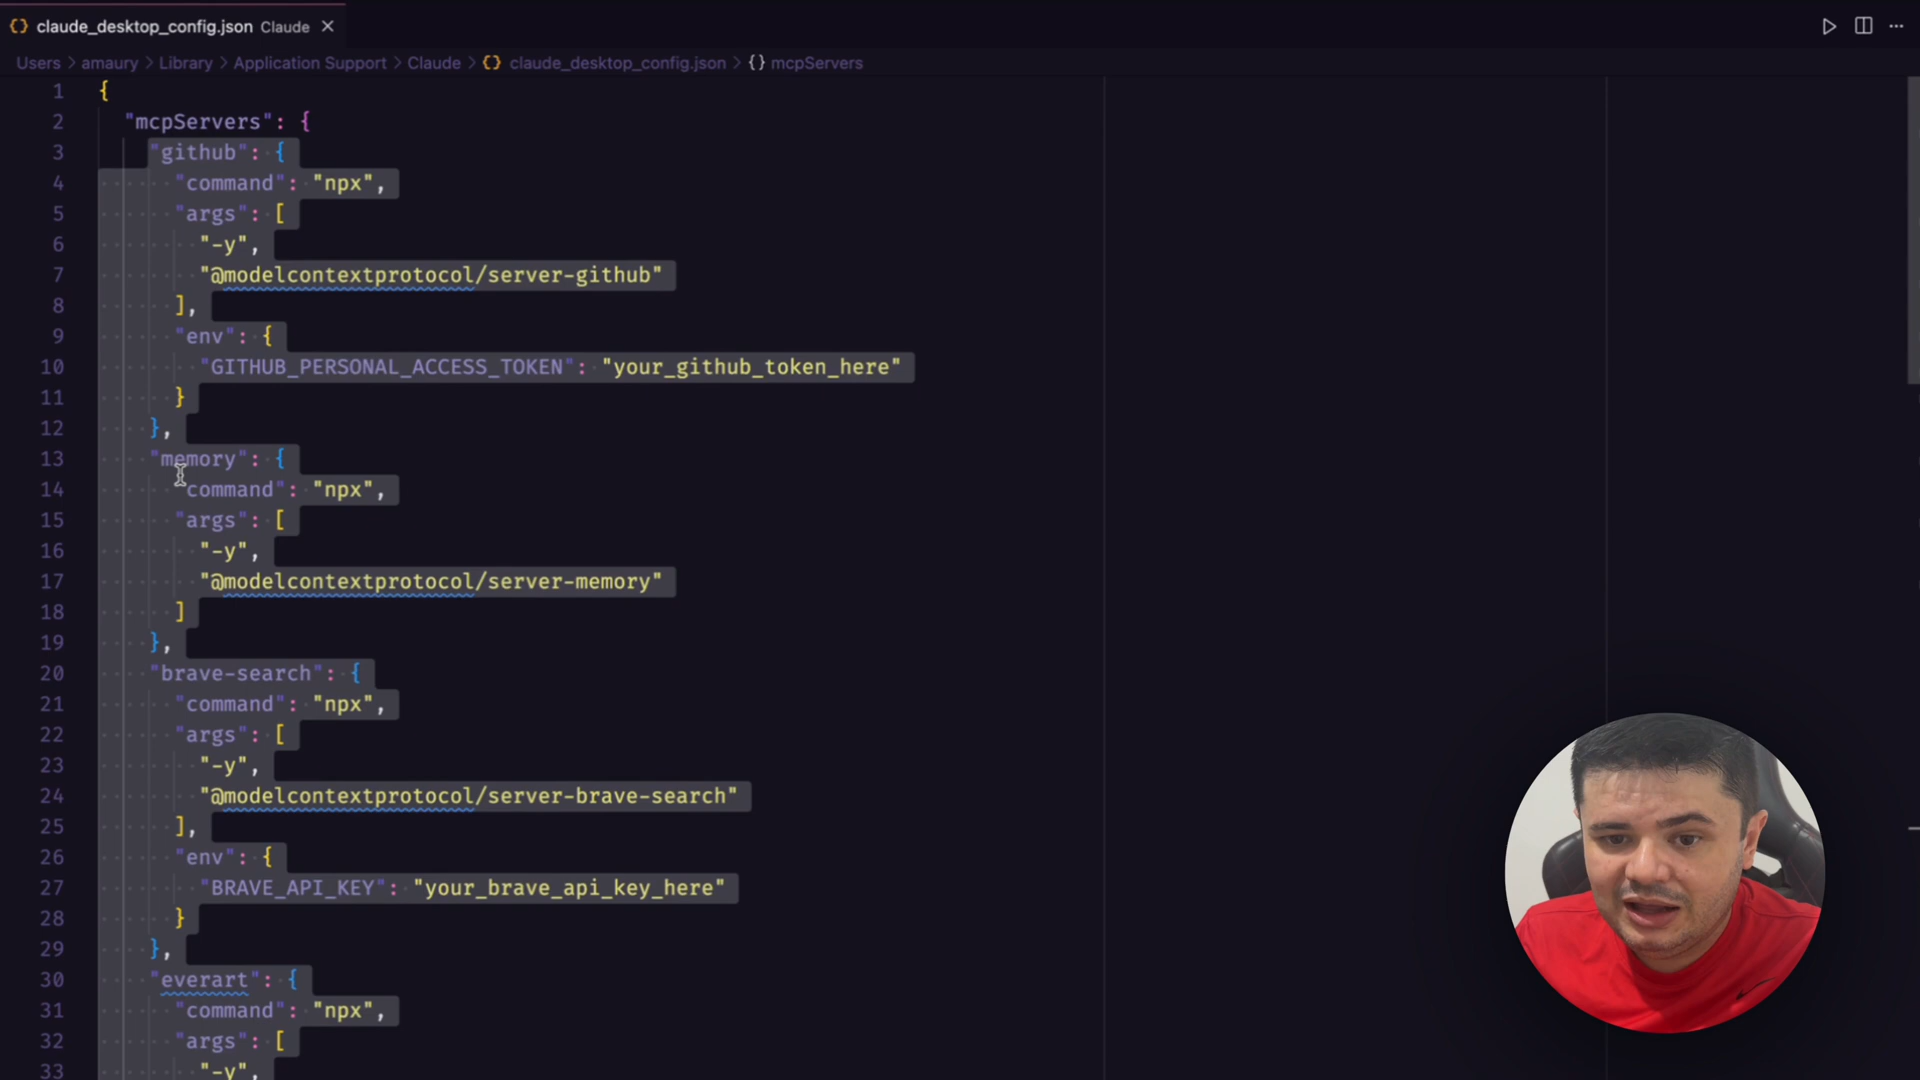 claude_desktop_config.json Claude
Users > amaury > Library > Application Support > Claude > {} claude_desktop_config.json > {} mcpServers
1 {
2 "mcpServers": {
3 "github": {
4 "command": "npx",
5 "args": [
6 "-y",
7 "@modelcontextprotocol/server-github"
8 ],
9 "env": {
10 "GITHUB_PERSONAL_ACCESS_TOKEN": "your_github_token_here"
11 }
12 },
13 "memory": {
14 "command": "npx",
15 "args": [
16 "-y",
17 "@modelcontextprotocol/server-memory"
18 ]
19 },
20 "brave-search": {
21 "command": "npx",
22 "args": [
23 "-y",
24 "@modelcontextprotocol/server-brave-search"
25 ],
26 "env": {
27 "BRAVE_API_KEY": "your_brave_api_key_here"
28 }
29 },
30 "everart": {
31 "command": "npx",
32 "args": [
33 "-y",